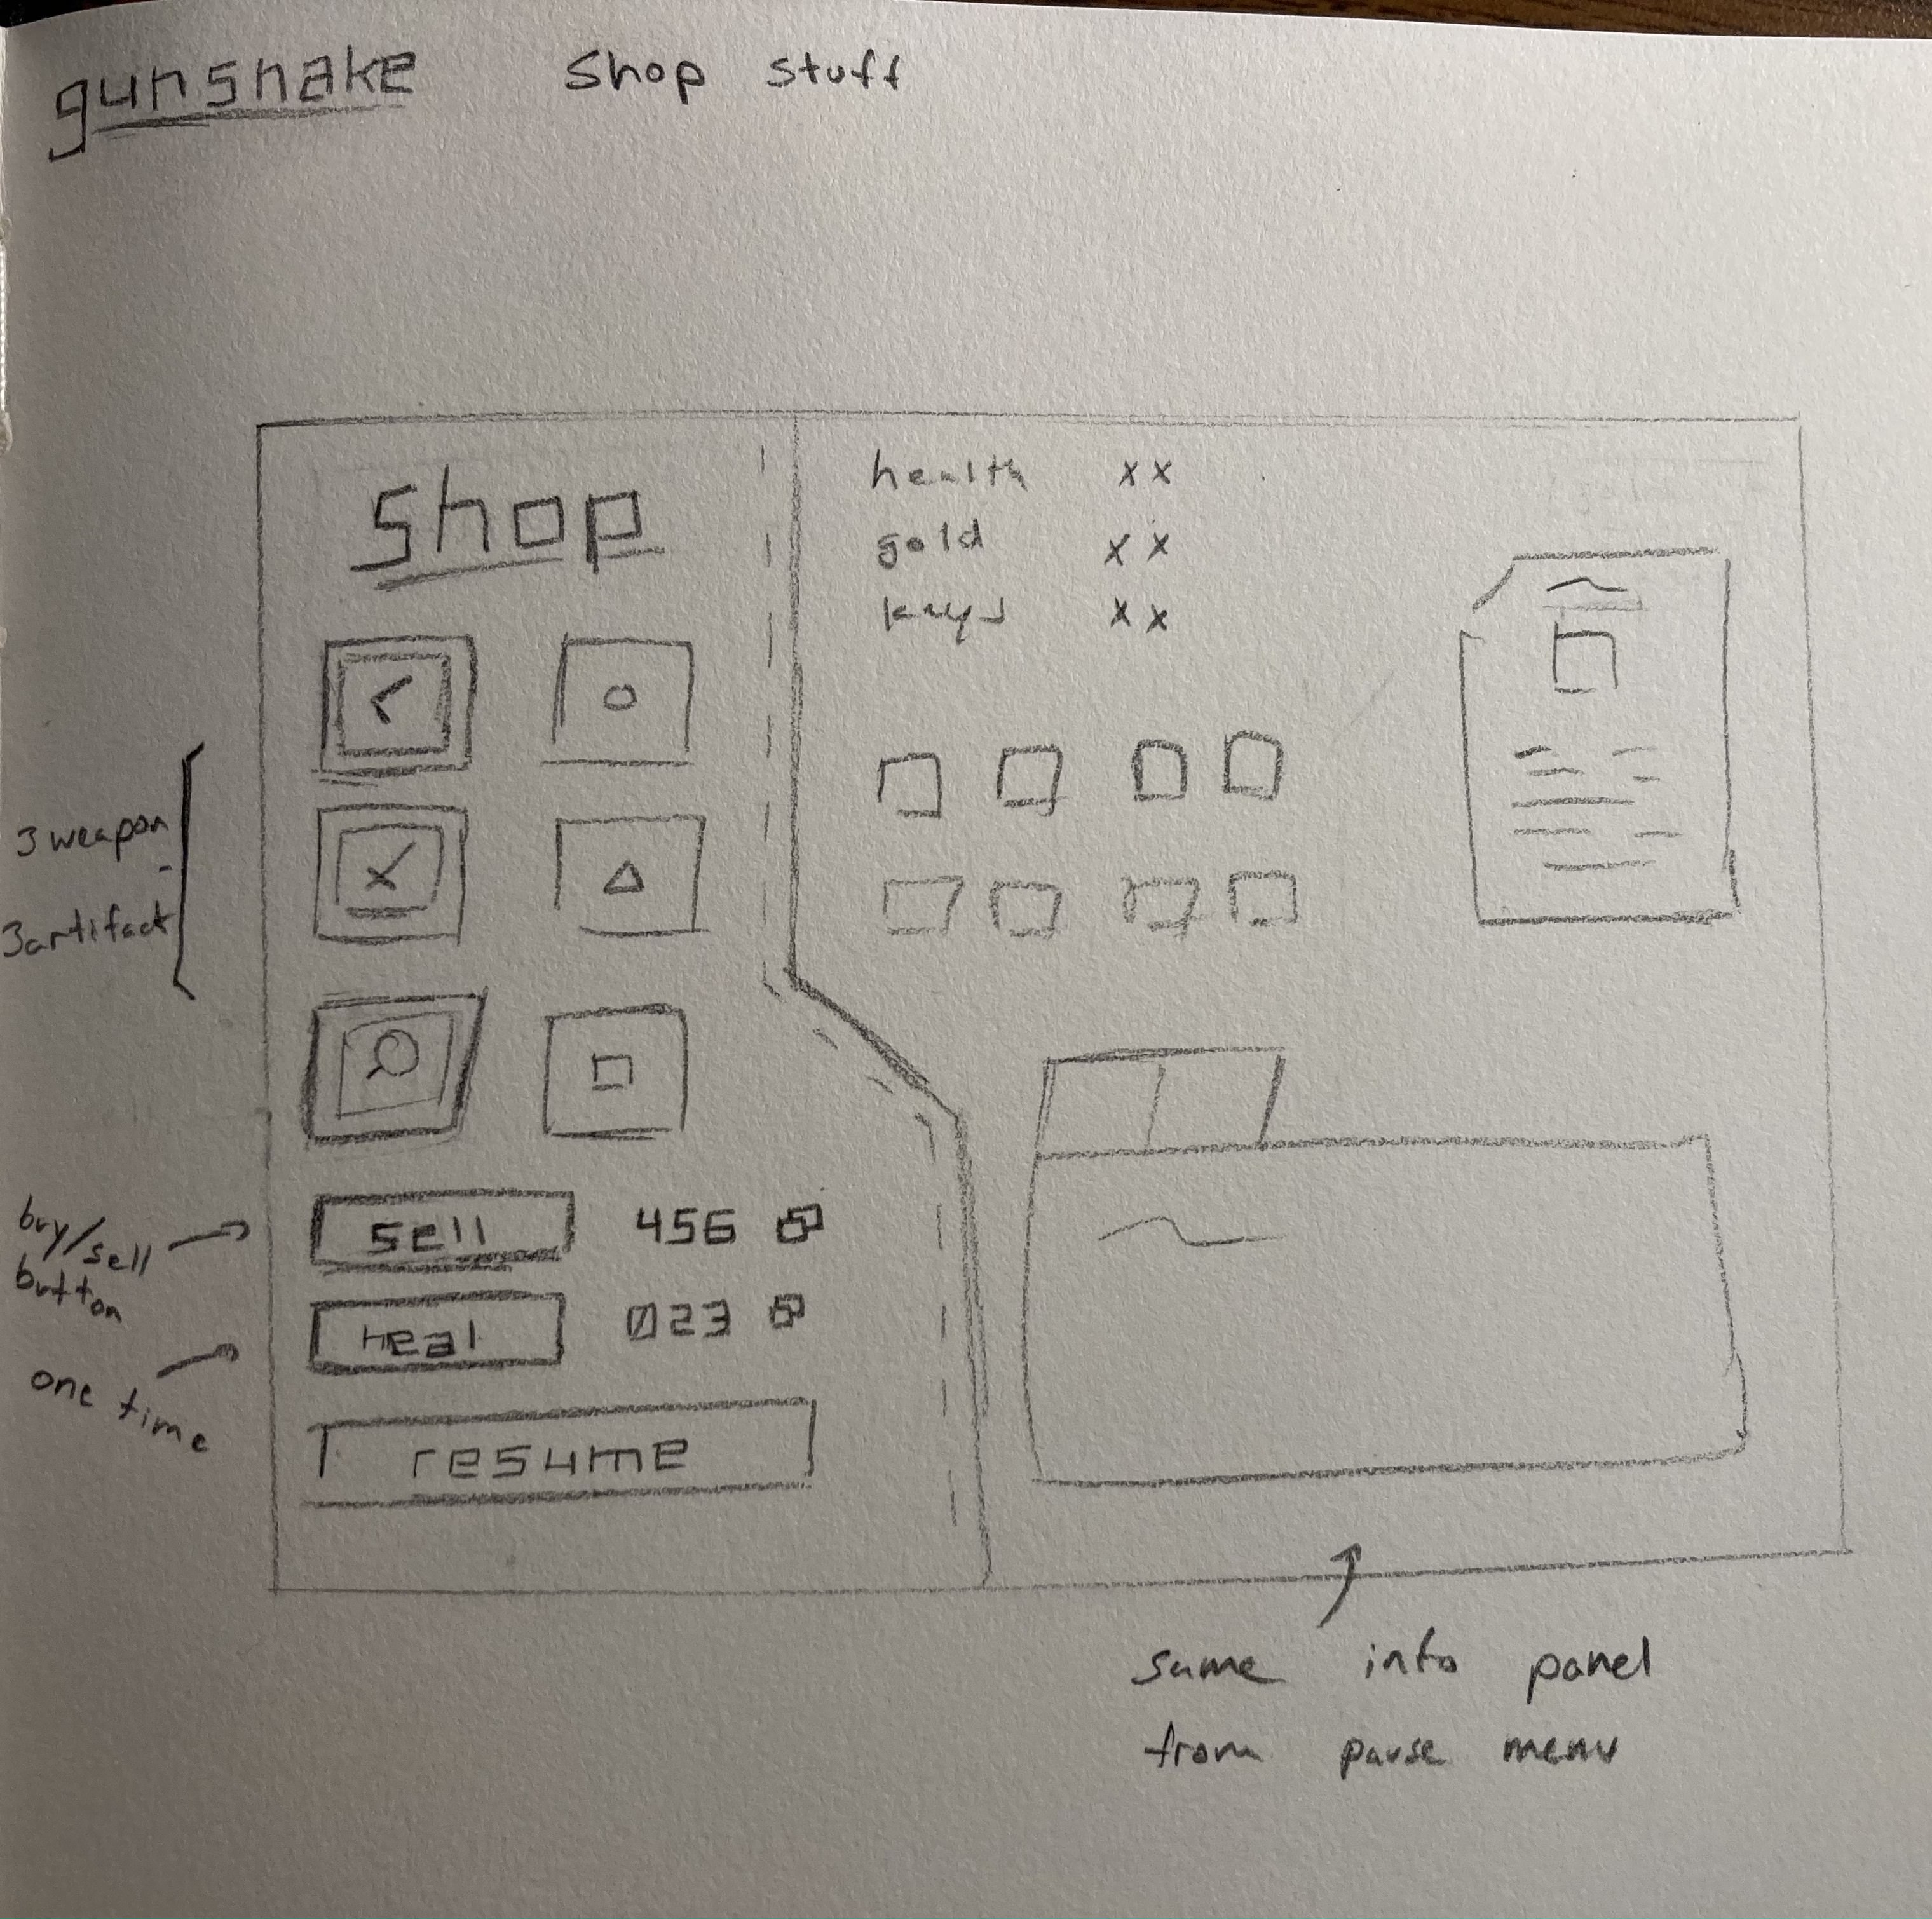 gunsnake shop stuff
shop
health xx
gold xx
keys xx
3 weapon
3 artifact
buy/sell
button
sell 456
one time
heal 023
resume
same info panel
from pause menu